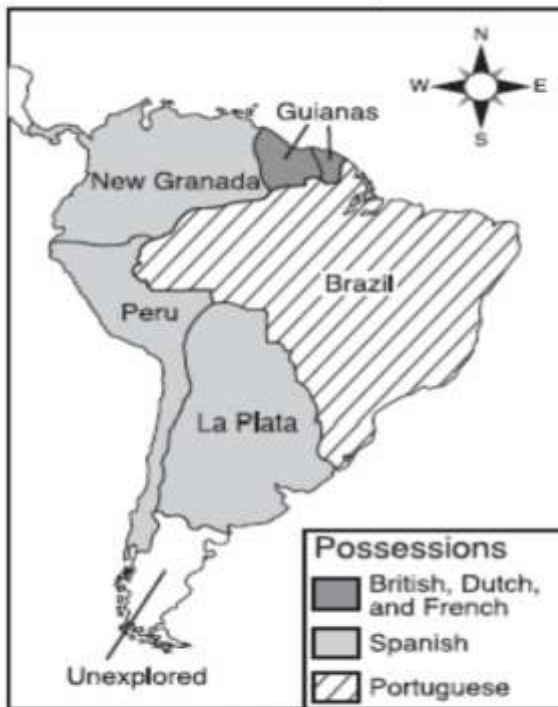 N
W
E
S
Guianas
New Granada
Brazil
Peru
La Plata
Unexplored
Possessions
British, Dutch,
and French
Spanish
Portuguese